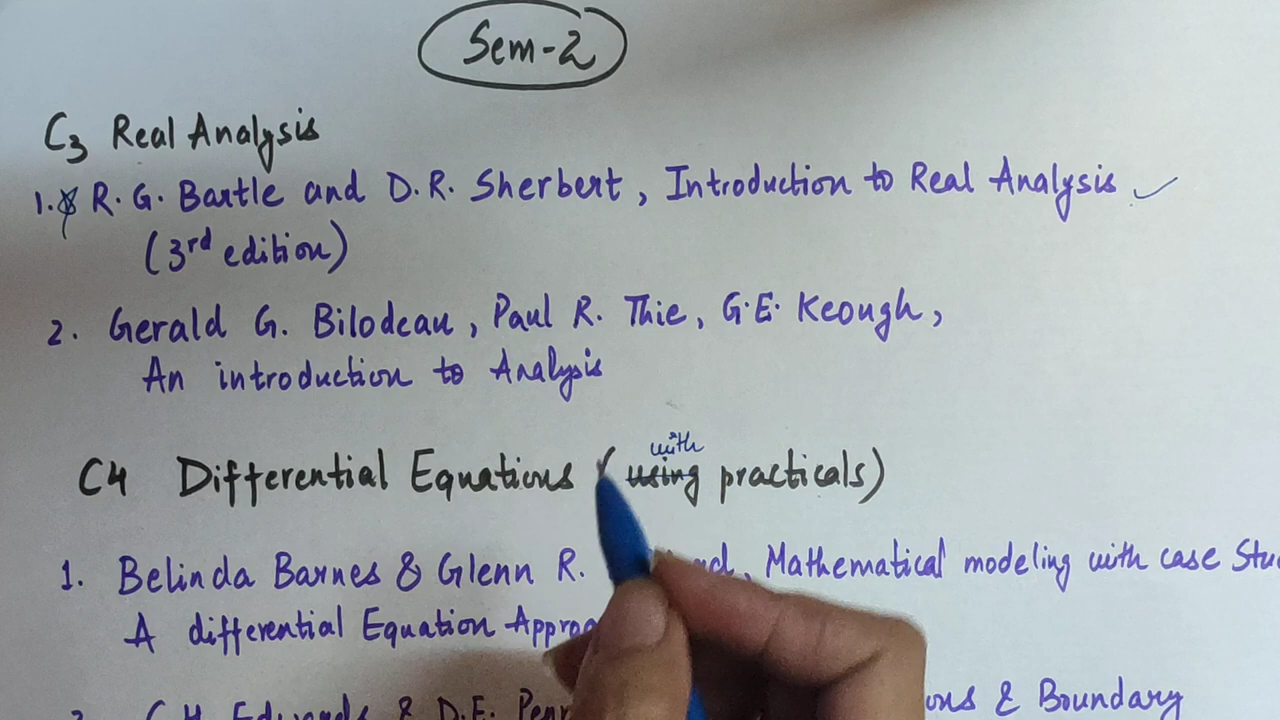 Sem-2
C3 Real Analysis
1. R. G. Bartle and D. R. Sherbert, Introduction to Real Analysis
(3rd edition)
2. Gerald G. Bilodeau, Paul R. Thie, G.E. Keough,
An introduction to Analysis
with
C4 Differential Equations (using practicals)
1. Belinda Barnes & Glenn R. Mathematical modeling with case
A differential Equation
C.H. Edwards & D.E. & Boundary